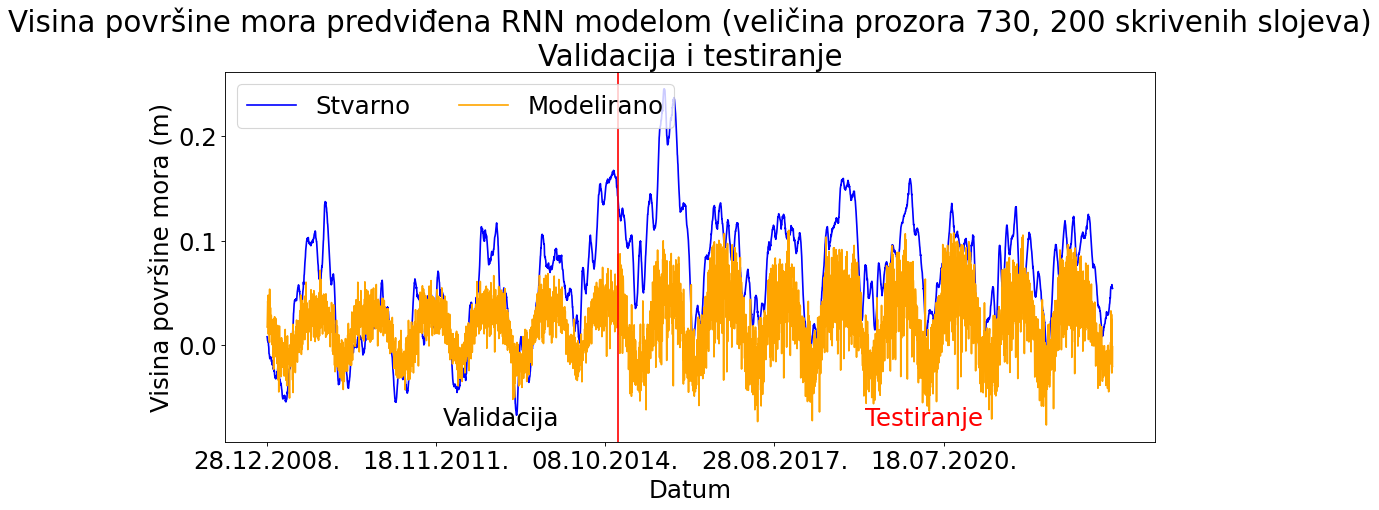 Visina površine mora predviđena RNN modelom (veličina prozora 730, 200 skrivenih slojeva)
Validacija i testiranje
Stvarno
Modelirano
Visina površine mora (m)
0.2
0.1
0.0
Validacija
Testiranje
28.12.2008.
18.11.2011.
08.10.2014.
28.08.2017.
18.07.2020.
Datum